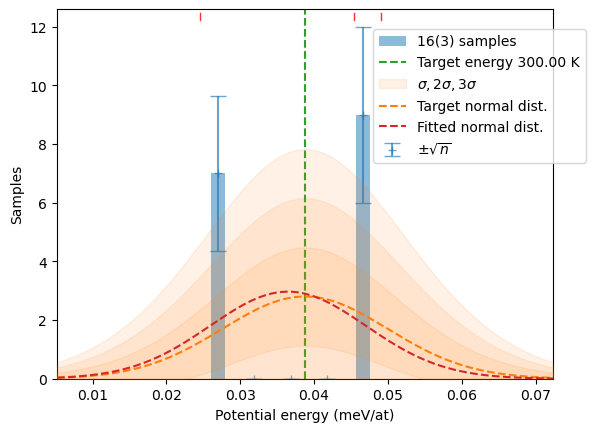 12
10
8
6
4
2
0
Samples
0.01 0.02 0.03 0.04 0.05 0.06 0.07
Potential energy (meV/at)
16(3) samples
Target energy 300.00 K
σ, 2σ, 3σ
Target normal dist.
Fitted normal dist.
±√n